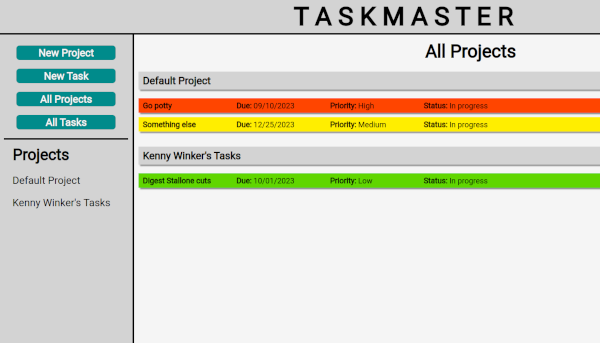 TASKMASTER
New Project
New Task
All Projects
All Tasks
Projects
Default Project
Kenny Winker's Tasks
All Projects
Default Project
Go potty Due: 09/10/2023 Priority: High Status: In progress
Something else Due: 12/25/2023 Priority: Medium Status: In progress
Kenny Winker's Tasks
Digest Stallone cuts Due: 10/01/2023 Priority: Low Status: In progress